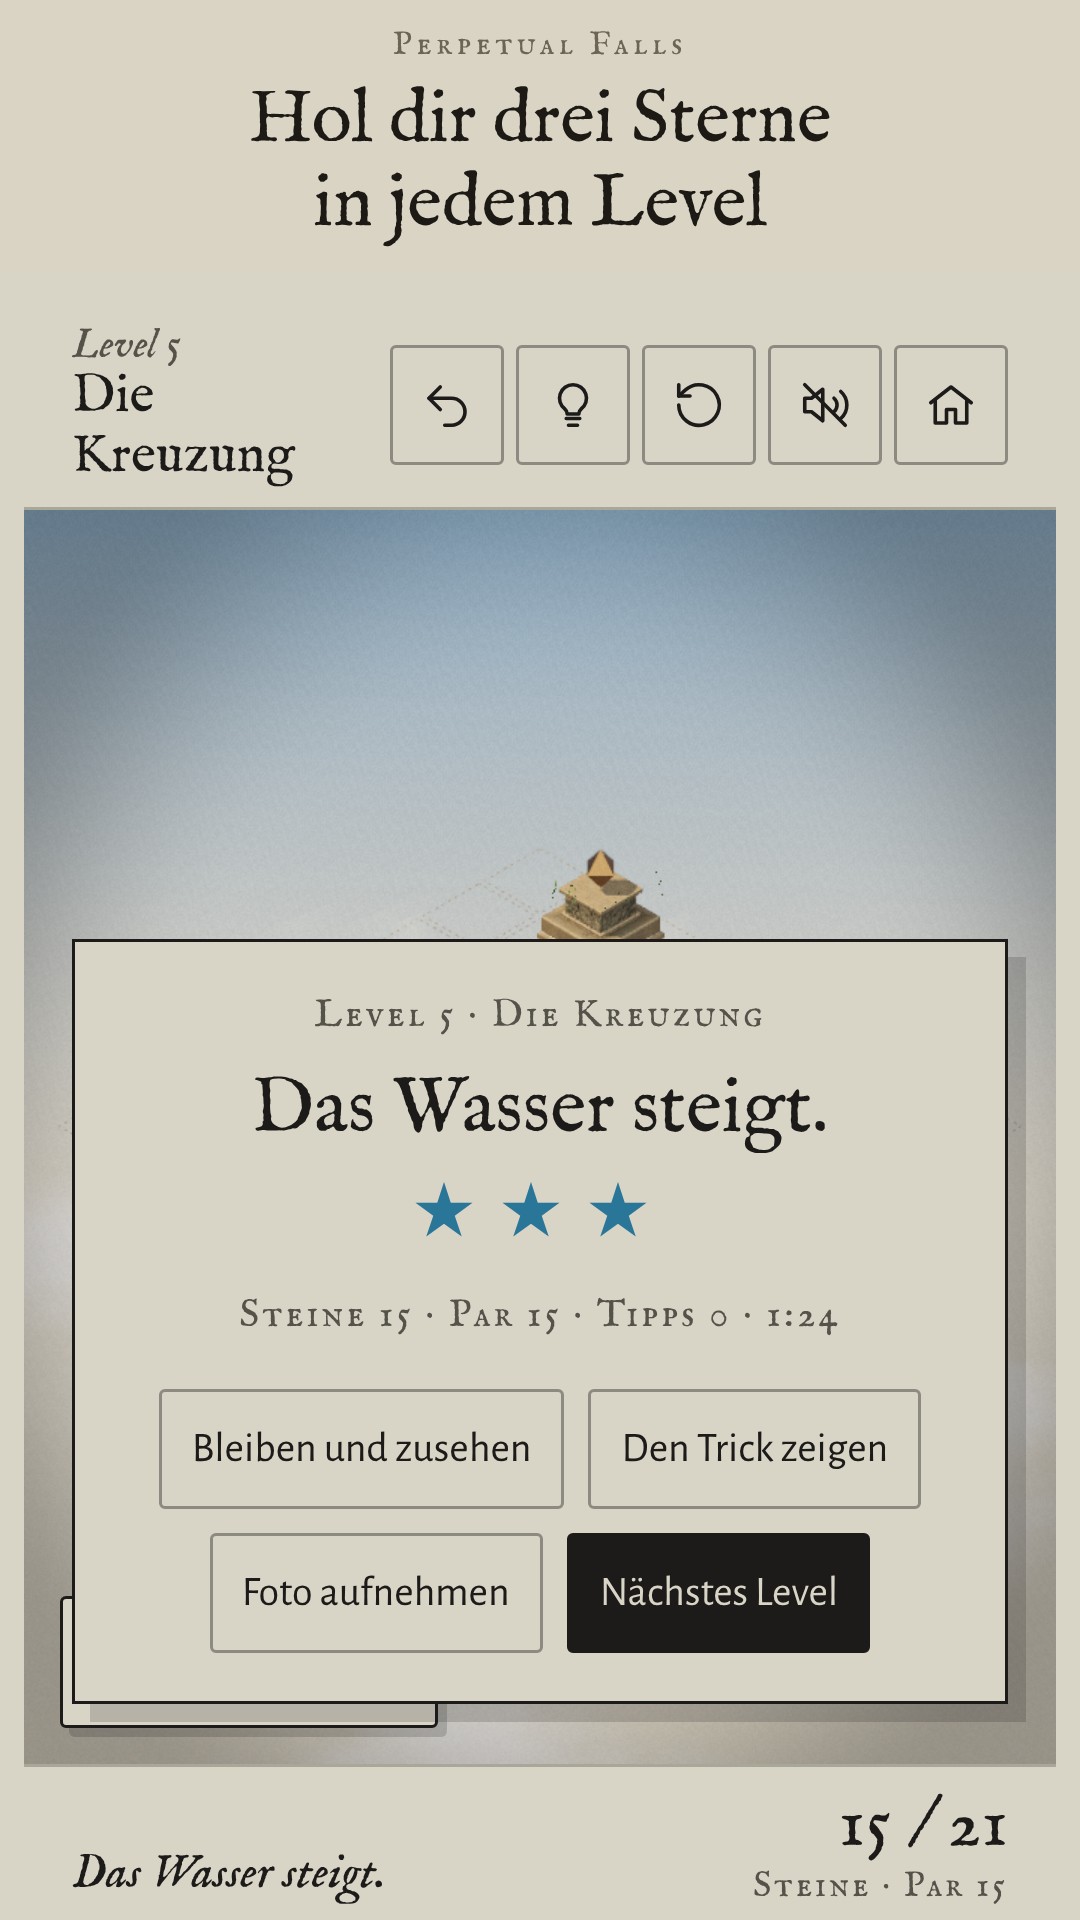 Perpetual Falls
Hol dir drei Sterne
in jedem Level
Level 5
Die
Kreuzung
Level 5 · Die Kreuzung
Das Wasser steigt.
Steine 15 · Par 15 · Tipps 0 · 1:24
Bleiben und zusehen
Den Trick zeigen
Foto aufnehmen
Nächstes Level
Das Wasser steigt.
15 / 21
Steine · Par 15